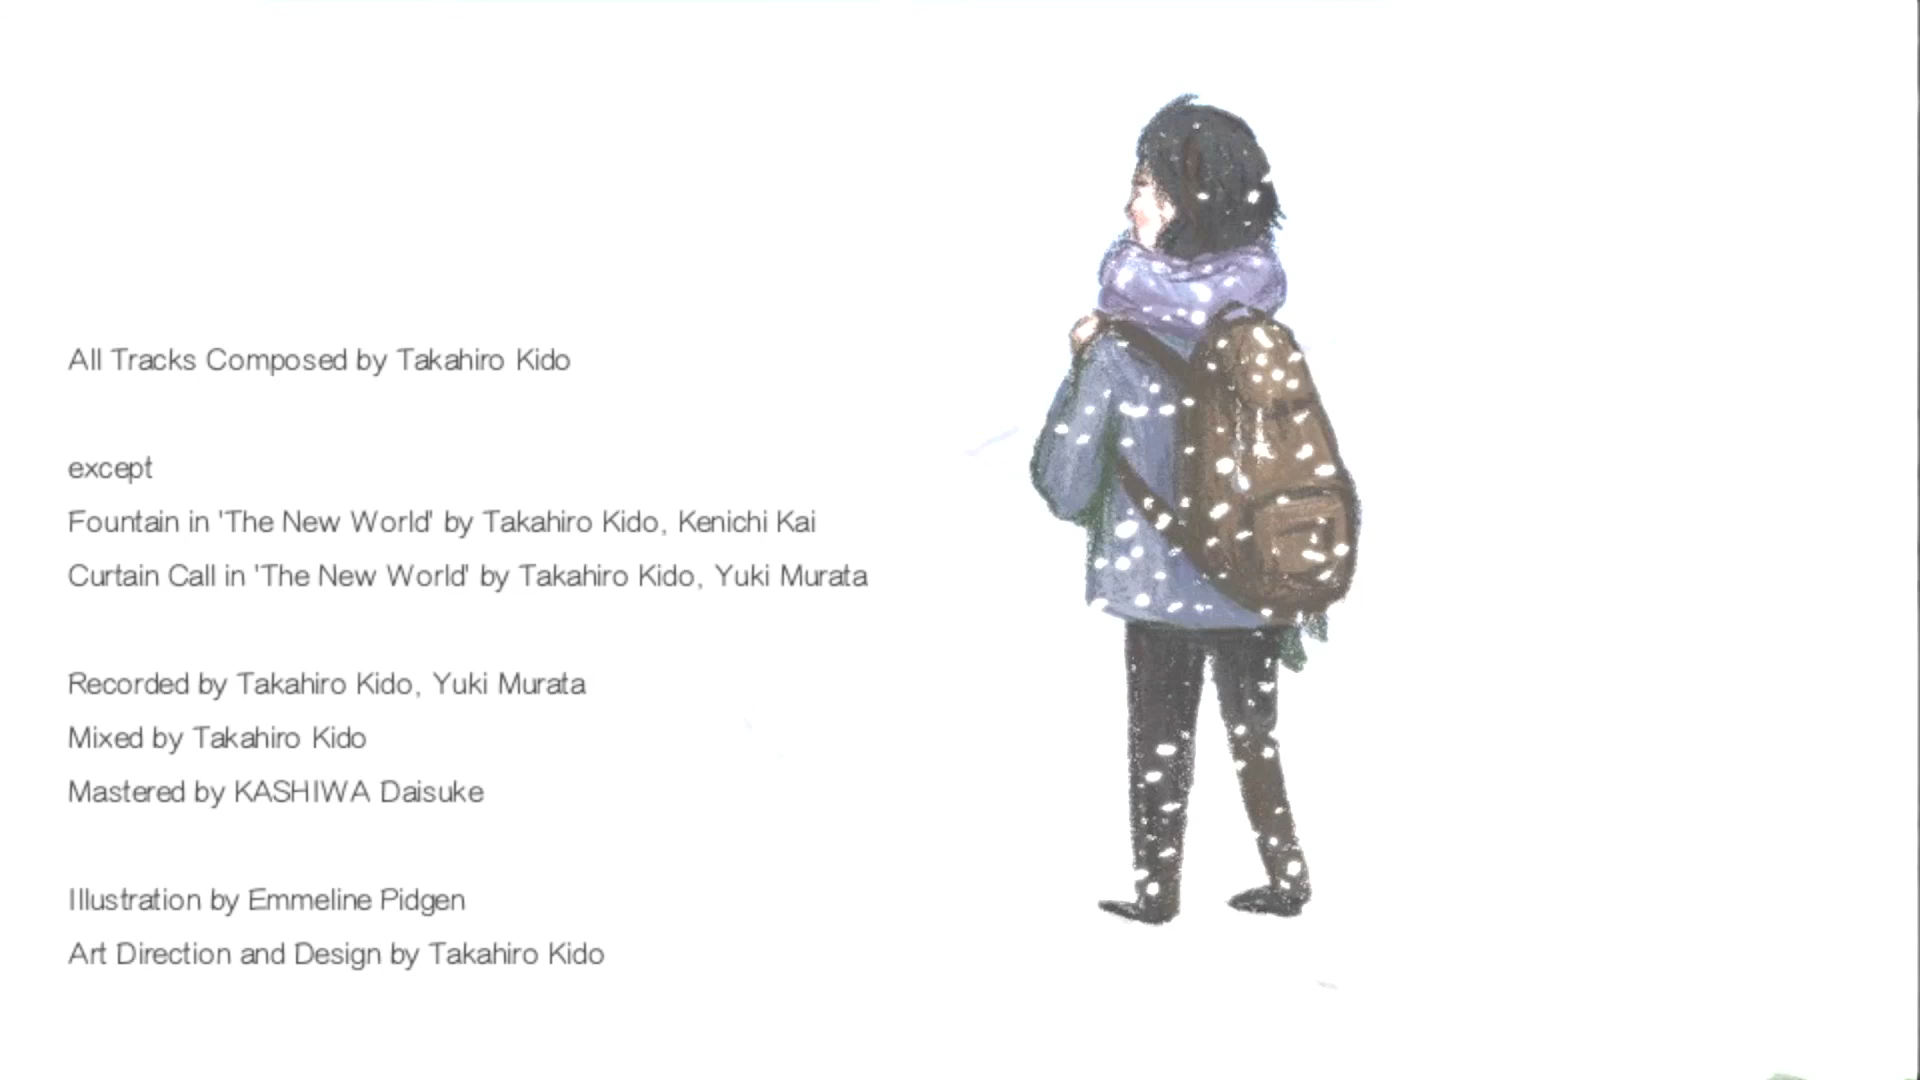 All Tracks Composed by Takahiro Kido
except
Fountain in 'The New World' by Takahiro Kido, Kenichi Kai
Curtain Call in 'The New World' by Takahiro Kido, Yuki Murata
Recorded by Takahiro Kido, Yuki Murata
Mixed by Takahiro Kido
Mastered by KASHIWA Daisuke
Illustration by Emmeline Pidgen
Art Direction and Design by Takahiro Kido